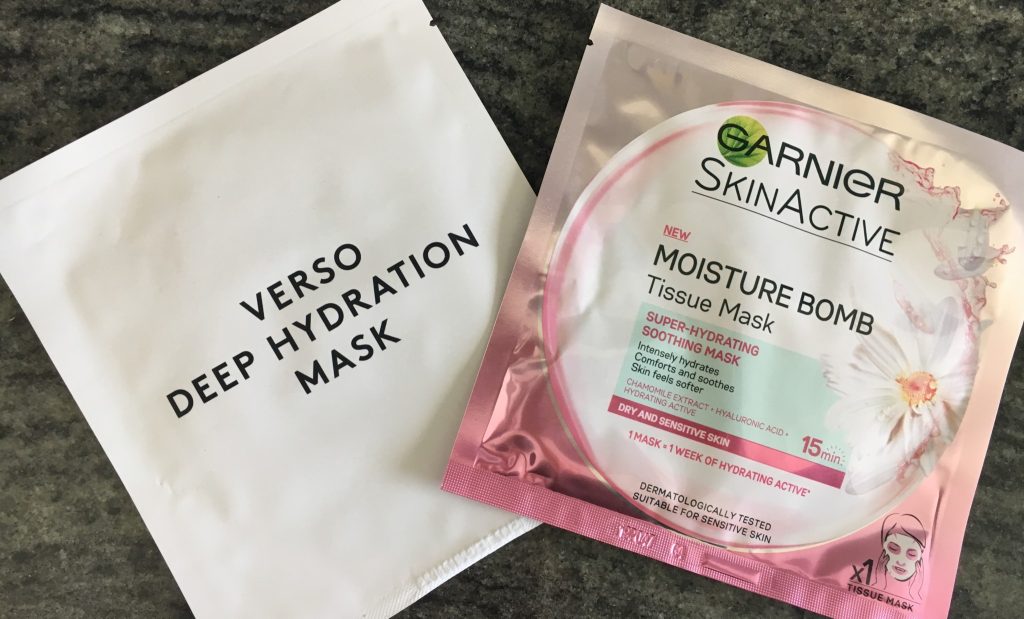 VERSO
DEEP HYDRATION
MASK
GARNIER
SKINACTIVE
NEW
MOISTURE BOMB
Tissue Mask
SUPER-HYDRATING
SOOTHING MASK
Intensely hydrates
Comforts and soothes
Skin feels softer
CHAMOMILE EXTRACT + HYALURONIC ACID +
HYDRATING ACTIVE
DRY AND SENSITIVE SKIN
15 min.
1 MASK = 1 WEEK OF HYDRATING ACTIVE*
DERMATOLOGICALLY TESTED
SUITABLE FOR SENSITIVE SKIN
x1
TISSUE MASK